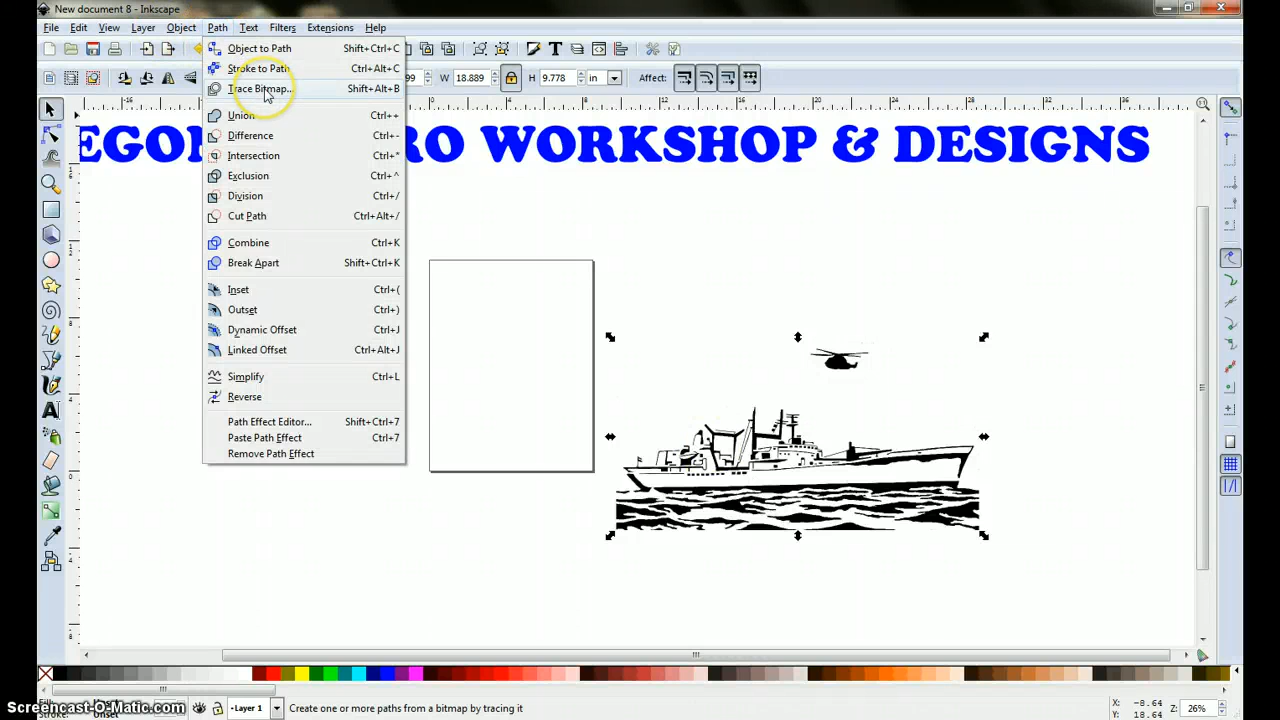 New document 8 - Inkscape
File Edit View Layer Object Path Text Filters Extensions Help
99 W 18.889 H 9.778 in Affect:
Object to Path Shift+Ctrl+C
Stroke to Path Ctrl+Alt+C
Trace Bitmap... Shift+Alt+B
Union Ctrl++
Difference Ctrl+-
Intersection Ctrl+*
Exclusion Ctrl+^
Division Ctrl+/
Cut Path Ctrl+Alt+/
Combine Ctrl+K
Break Apart Shift+Ctrl+K
Inset Ctrl+(
Outset Ctrl+)
Dynamic Offset Ctrl+J
Linked Offset Ctrl+Alt+J
Simplify Ctrl+L
Reverse
Path Effect Editor... Shift+Ctrl+7
Paste Path Effect Ctrl+7
Remove Path Effect
EGO RO WORKSHOP & DESIGNS
Screencast-O-Matic.com
Layer 1 Create one or more paths from a bitmap by tracing it
X: -8.64
Y: 18.64
Z: 26%